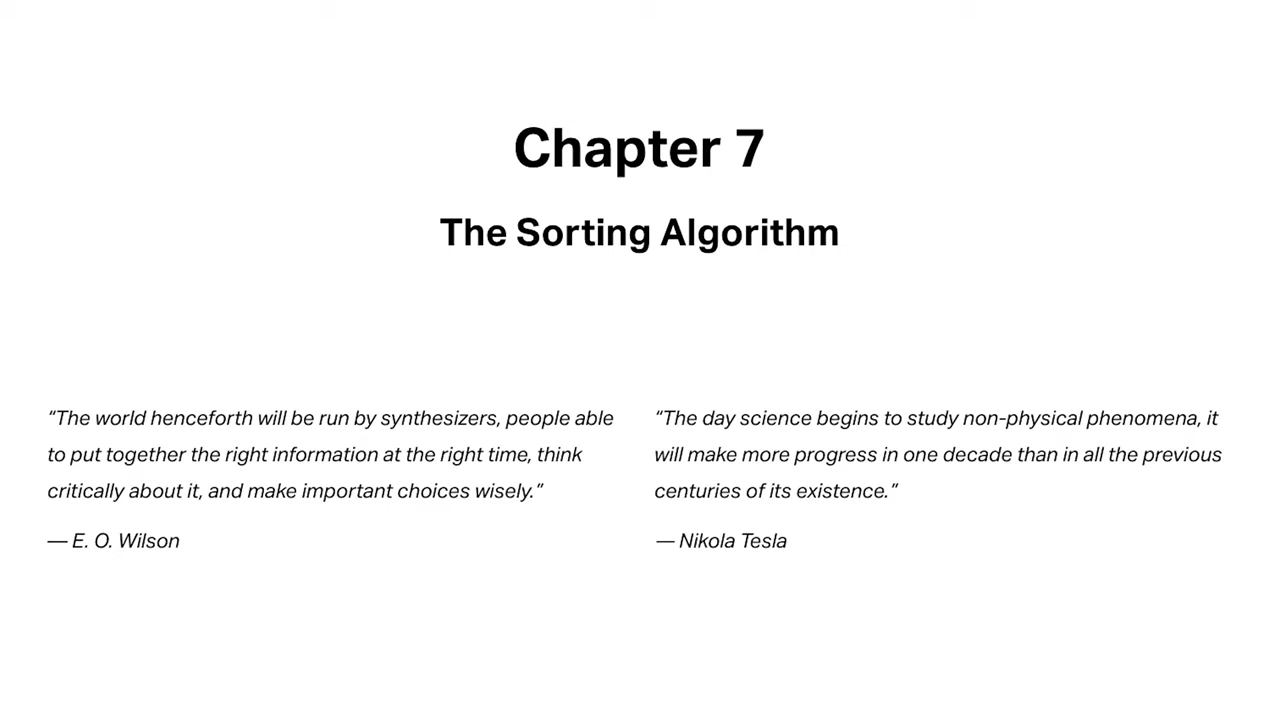 Chapter 7
The Sorting Algorithm
“The world henceforth will be run by synthesizers, people able
to put together the right information at the right time, think
critically about it, and make important choices wisely.”
— E. O. Wilson
“The day science begins to study non-physical phenomena, it
will make more progress in one decade than in all the previous
centuries of its existence.”
— Nikola Tesla